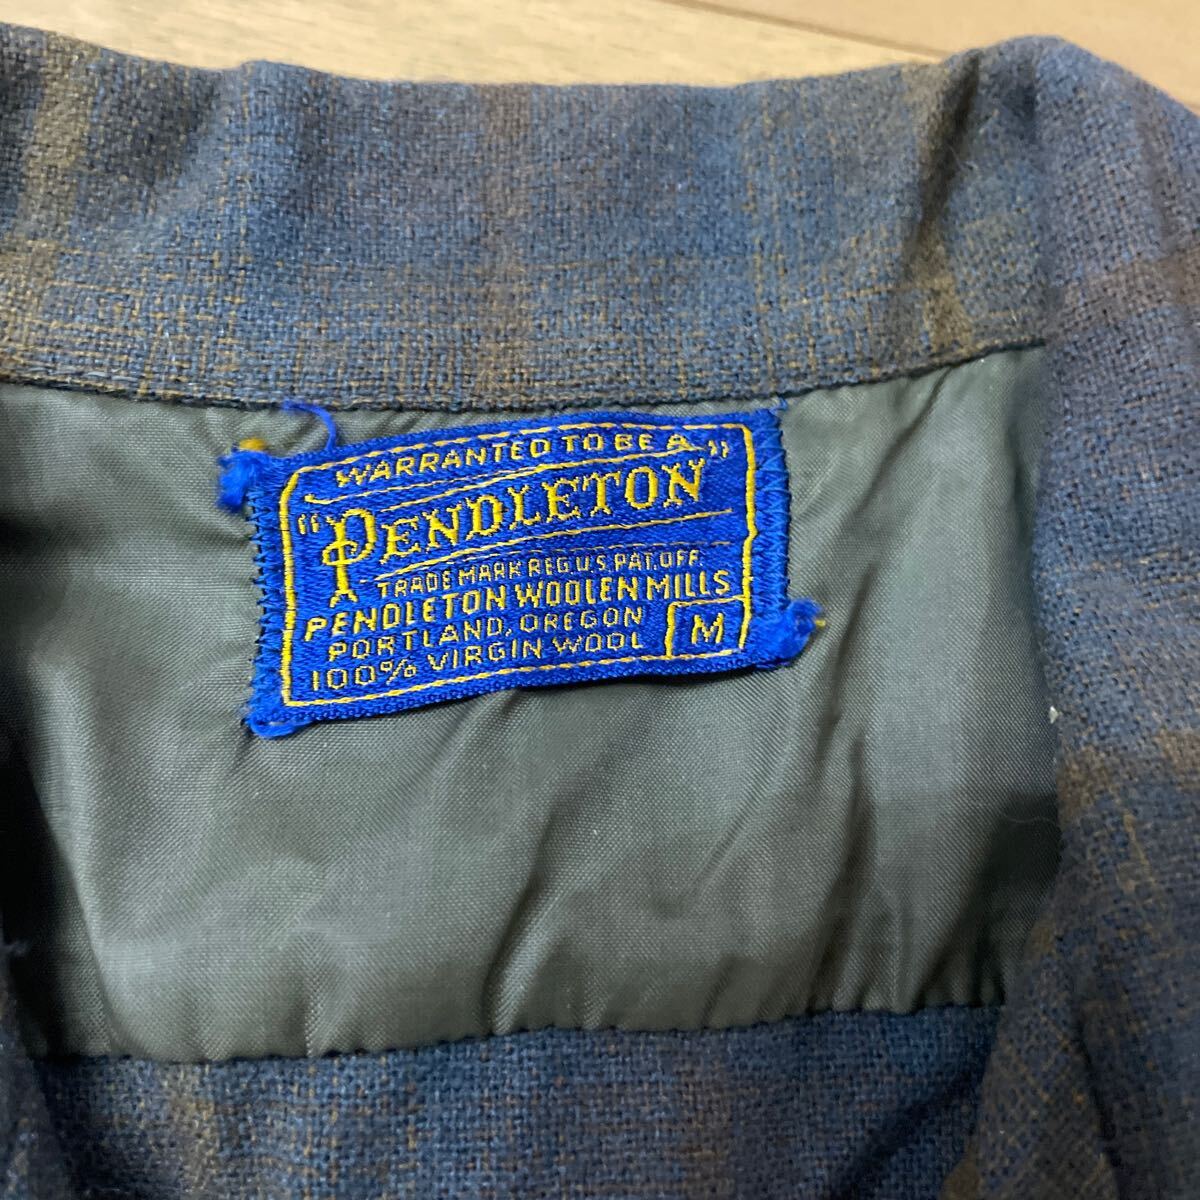 WARRANTED TO BE A
"PENDLETON"
TRADE MARK REG.U.S. PAT.OFF.
PENDLETON WOOLEN MILLS
PORTLAND, OREGON
100% VIRGIN WOOL
M